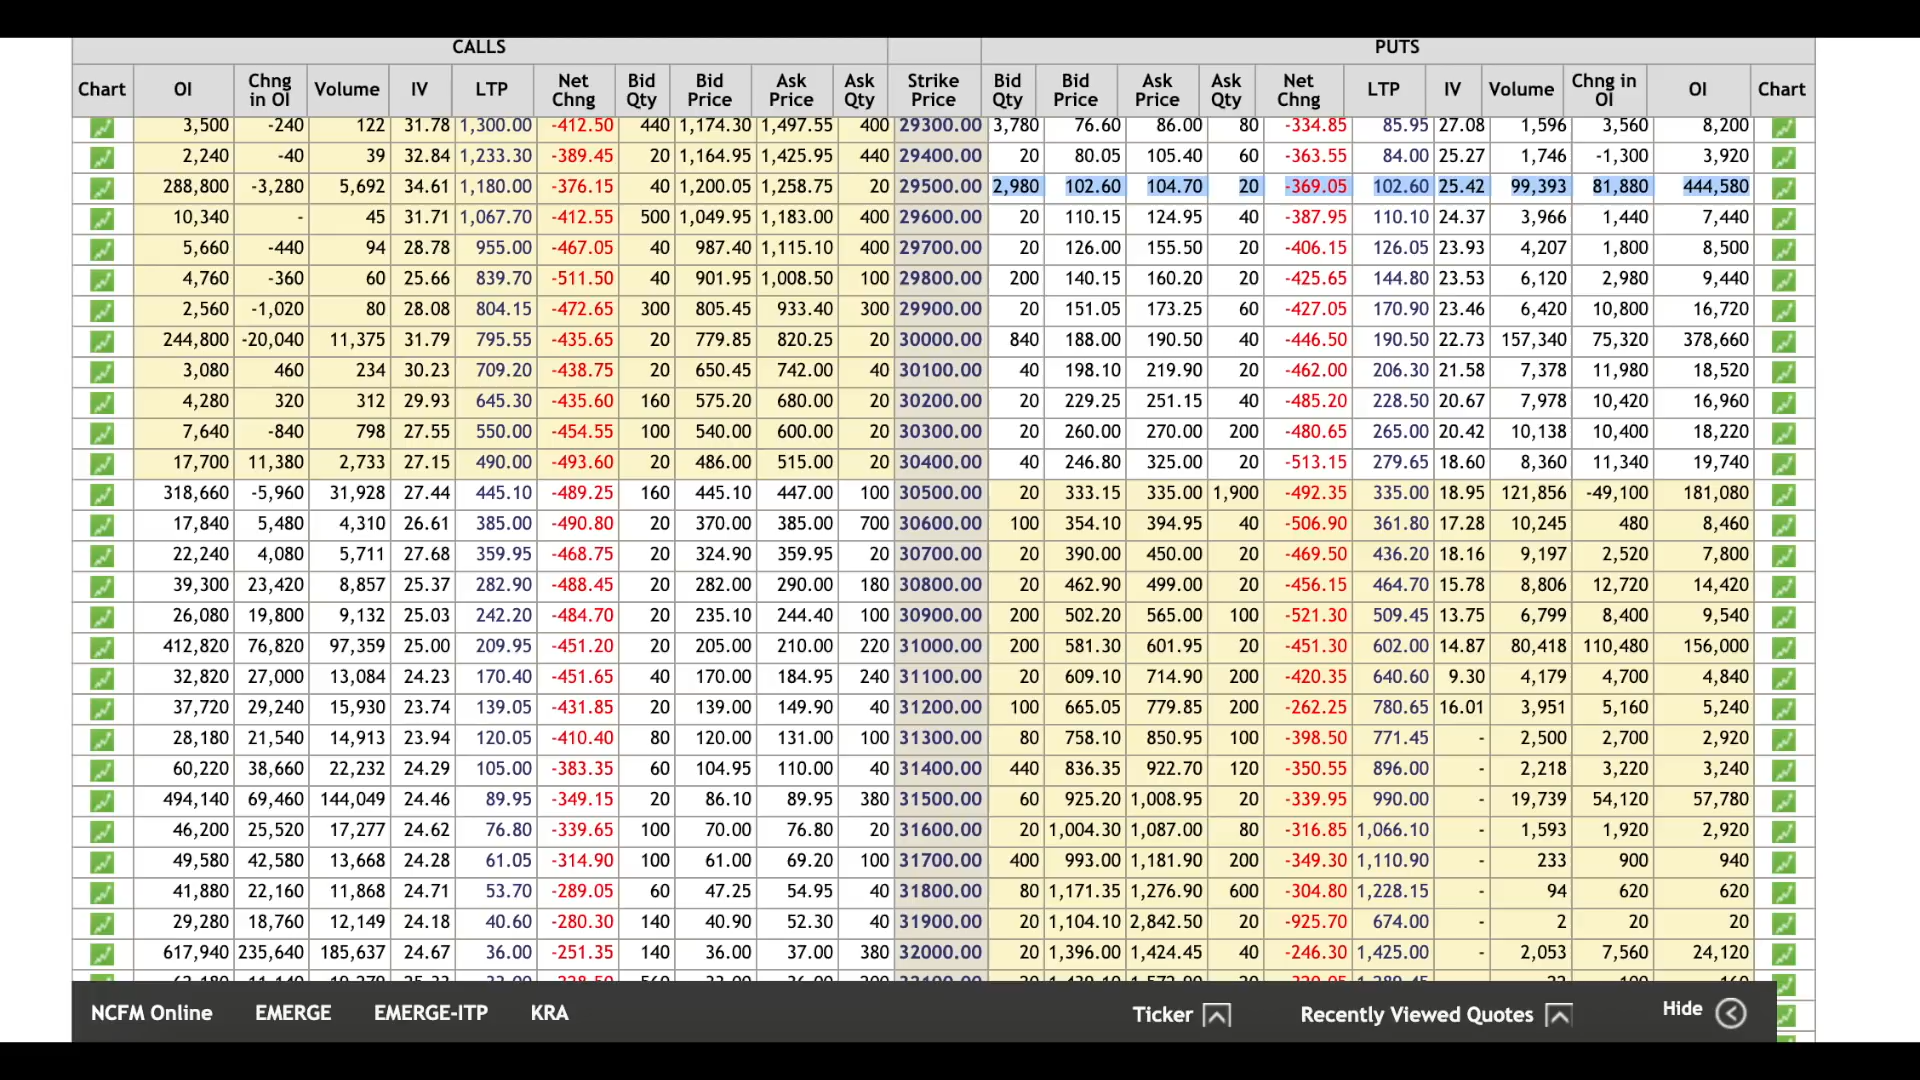 CALLS PUTS
Chart OI Chng in OI Volume IV LTP Net Chng Bid Qty Bid Price Ask Price Ask Qty Strike Price Bid Qty Bid Price Ask Price Ask Qty Net Chng LTP IV Volume Chng in OI OI Chart
3,500 -240 122 31.78 1,300.00 -412.50 440 1,174.30 1,497.55 400 29300.00 3,780 76.60 86.00 80 -334.85 85.95 27.08 1,596 3,560 8,200
2,240 -40 39 32.84 1,233.30 -389.45 20 1,164.95 1,425.95 440 29400.00 20 80.05 105.40 60 -363.55 84.00 25.27 1,746 -1,300 3,920
288,800 -3,280 5,692 34.61 1,180.00 -376.15 40 1,200.05 1,258.75 20 29500.00 2,980 102.60 104.70 20 -369.05 102.60 25.42 99,393 81,880 444,580
10,340 - 45 31.71 1,067.70 -412.55 500 1,049.95 1,183.00 400 29600.00 20 110.15 124.95 40 -387.95 110.10 24.37 3,966 1,440 7,440
5,660 -440 94 28.78 955.00 -467.05 40 987.40 1,115.10 400 29700.00 20 126.00 155.50 20 -406.15 126.05 23.93 4,207 1,800 8,500
4,760 -360 60 25.66 839.70 -511.50 40 901.95 1,008.50 100 29800.00 200 140.15 160.20 20 -425.65 144.80 23.53 6,120 2,980 9,440
2,560 -1,020 80 28.08 804.15 -472.65 300 805.45 933.40 300 29900.00 20 151.05 173.25 60 -427.05 170.90 23.46 6,420 10,800 16,720
244,800 -20,040 11,375 31.79 795.55 -435.65 20 779.85 820.25 20 30000.00 840 188.00 190.50 40 -446.50 190.50 22.73 157,340 75,320 378,660
3,080 460 234 30.23 709.20 -438.75 20 650.45 742.00 40 30100.00 40 198.10 219.90 20 -462.00 206.30 21.58 7,378 11,980 18,520
4,280 320 312 29.93 645.30 -435.60 160 575.20 680.00 20 30200.00 20 229.25 251.15 40 -485.20 228.50 20.67 7,978 10,420 16,960
7,640 -840 798 27.55 550.00 -454.55 100 540.00 600.00 20 30300.00 20 260.00 270.00 200 -480.65 265.00 20.42 10,138 10,400 18,220
17,700 11,380 2,733 27.15 490.00 -493.60 20 486.00 515.00 20 30400.00 40 246.80 325.00 20 -513.15 279.65 18.60 8,360 11,340 19,740
318,660 -5,960 31,928 27.44 445.10 -489.25 160 445.10 447.00 100 30500.00 20 333.15 335.00 1,900 -492.35 335.00 18.95 121,856 -49,100 181,080
17,840 5,480 4,310 26.61 385.00 -490.80 20 370.00 385.00 700 30600.00 100 354.10 394.95 40 -506.90 361.80 17.28 10,245 480 8,460
22,240 4,080 5,711 27.68 359.95 -468.75 20 324.90 359.95 20 30700.00 20 390.00 450.00 20 -469.50 436.20 18.16 9,197 2,520 7,800
39,300 23,420 8,857 25.37 282.90 -488.45 20 282.00 290.00 180 30800.00 20 462.90 499.00 20 -456.15 464.70 15.78 8,806 12,720 14,420
26,080 19,800 9,132 25.03 242.20 -484.70 20 235.10 244.40 100 30900.00 200 502.20 565.00 100 -521.30 509.45 13.75 6,799 8,400 9,540
412,820 76,820 97,359 25.00 209.95 -451.20 20 205.00 210.00 220 31000.00 200 581.30 601.95 20 -451.30 602.00 14.87 80,418 110,480 156,000
32,820 27,000 13,084 24.23 170.40 -451.65 40 170.00 184.95 240 31100.00 20 609.10 714.90 200 -420.35 640.60 9.30 4,179 4,700 4,840
37,720 29,240 15,930 23.74 139.05 -431.85 20 139.00 149.90 40 31200.00 100 665.05 779.85 200 -262.25 780.65 16.01 3,951 5,160 5,240
28,180 21,540 14,913 23.94 120.05 -410.40 80 120.00 131.00 100 31300.00 80 758.10 850.95 100 -398.50 771.45 - 2,500 2,700 2,920
60,220 38,660 22,232 24.29 105.00 -383.35 60 104.95 110.00 40 31400.00 440 836.35 922.70 120 -350.55 896.00 - 2,218 3,220 3,240
494,140 69,460 144,049 24.46 89.95 -349.15 20 86.10 89.95 380 31500.00 60 925.20 1,008.95 20 -339.95 990.00 - 19,739 54,120 57,780
46,200 25,520 17,277 24.62 76.80 -339.65 100 70.00 76.80 20 31600.00 20 1,004.30 1,087.00 80 -316.85 1,066.10 - 1,593 1,920 2,920
49,580 42,580 13,668 24.28 61.05 -314.90 100 61.00 69.20 100 31700.00 400 993.00 1,181.90 200 -349.30 1,110.90 - 233 900 940
41,880 22,160 11,868 24.71 53.70 -289.05 60 47.25 54.95 40 31800.00 80 1,171.35 1,276.90 600 -304.80 1,228.15 - 94 620 620
29,280 18,760 12,149 24.18 40.60 -280.30 140 40.90 52.30 40 31900.00 20 1,104.10 2,842.50 20 -925.70 674.00 - 2 20 20
617,940 235,640 185,637 24.67 36.00 -251.35 140 36.00 37.00 380 32000.00 20 1,396.00 1,424.45 40 -246.30 1,425.00 - 2,053 7,560 24,120
NCFM Online EMERGE EMERGE-ITP KRA Ticker Recently Viewed Quotes Hide